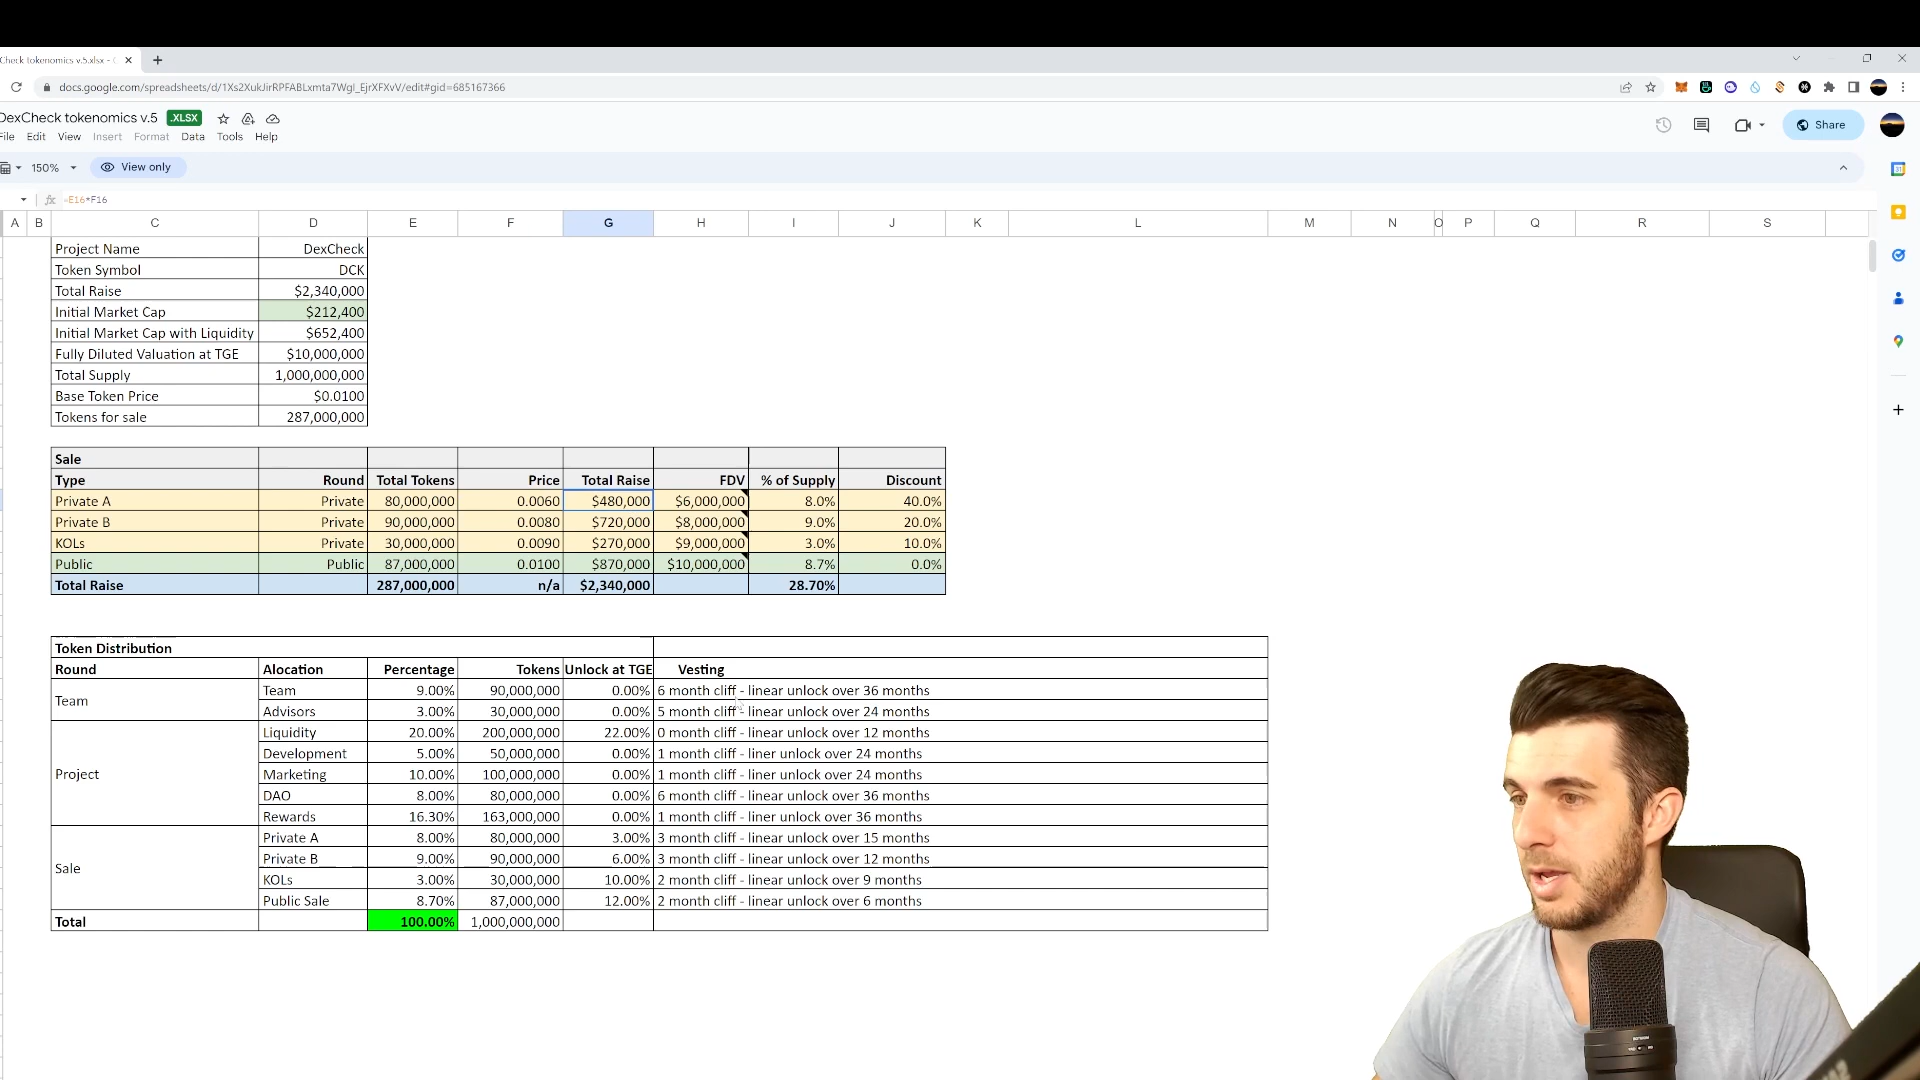 Check tokenomics v.5.xlsx -
docs.google.com/spreadsheets/d/1Xs2XukJirRPFABLxmta7WgI_EjrXFXvV/edit#gid=685167366
DexCheck tokenomics v.5 .XLSX
File Edit View Insert Format Data Tools Help
Share
150% View only
fx =E16*F16
A B C D E F G H I J K L M N O P Q R S
Project Name DexCheck
Token Symbol DCK
Total Raise $2,340,000
Initial Market Cap $212,400
Initial Market Cap with Liquidity $652,400
Fully Diluted Valuation at TGE $10,000,000
Total Supply 1,000,000,000
Base Token Price $0.0100
Tokens for sale 287,000,000
Sale
Type Round Total Tokens Price Total Raise FDV % of Supply Discount
Private A Private 80,000,000 0.0060 $480,000 $6,000,000 8.0% 40.0%
Private B Private 90,000,000 0.0080 $720,000 $8,000,000 9.0% 20.0%
KOLs Private 30,000,000 0.0090 $270,000 $9,000,000 3.0% 10.0%
Public Public 87,000,000 0.0100 $870,000 $10,000,000 8.7% 0.0%
Total Raise 287,000,000 n/a $2,340,000 28.70%
Token Distribution
Round Alocation Percentage Tokens Unlock at TGE Vesting
Team Team 9.00% 90,000,000 0.00% 6 month cliff - linear unlock over 36 months
Advisors 3.00% 30,000,000 0.00% 5 month cliff - linear unlock over 24 months
Project Liquidity 20.00% 200,000,000 22.00% 0 month cliff - linear unlock over 12 months
Development 5.00% 50,000,000 0.00% 1 month cliff - liner unlock over 24 months
Marketing 10.00% 100,000,000 0.00% 1 month cliff - liner unlock over 24 months
DAO 8.00% 80,000,000 0.00% 6 month cliff - linear unlock over 36 months
Rewards 16.30% 163,000,000 0.00% 1 month cliff - liner unlock over 36 months
Sale Private A 8.00% 80,000,000 3.00% 3 month cliff - linear unlock over 15 months
Private B 9.00% 90,000,000 6.00% 3 month cliff - linear unlock over 12 months
KOLs 3.00% 30,000,000 10.00% 2 month cliff - linear unlock over 9 months
Public Sale 8.70% 87,000,000 12.00% 2 month cliff - linear unlock over 6 months
Total 100.00% 1,000,000,000